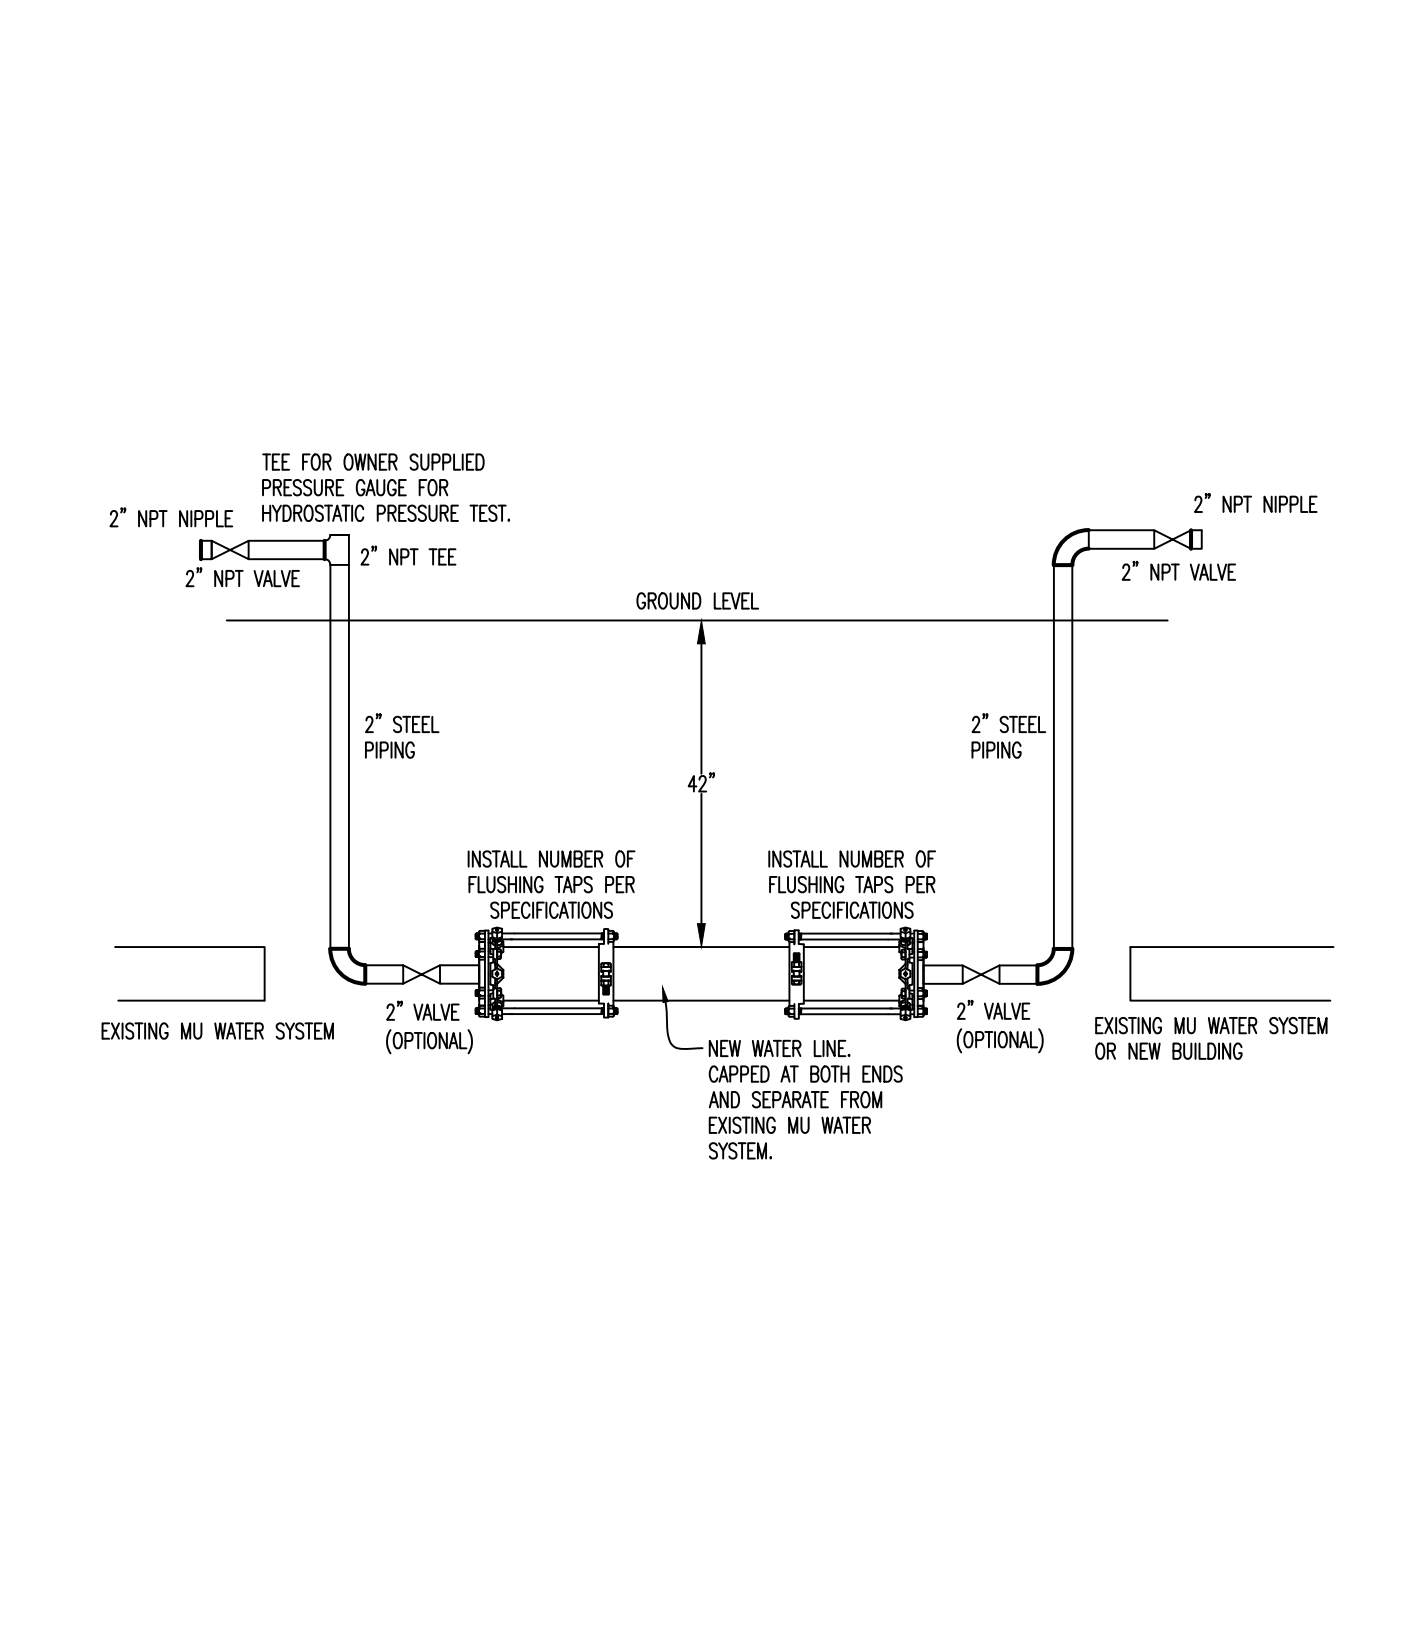 TEE FOR OWNER SUPPLIED
PRESSURE GAUGE FOR
HYDROSTATIC PRESSURE TEST.
2" NPT NIPPLE
2" NPT TEE
2" NPT VALVE
2" NPT NIPPLE
2" NPT VALVE
GROUND LEVEL
2" STEEL
PIPING
2" STEEL
PIPING
42"
INSTALL NUMBER OF
FLUSHING TAPS PER
SPECIFICATIONS
INSTALL NUMBER OF
FLUSHING TAPS PER
SPECIFICATIONS
EXISTING MU WATER SYSTEM
2" VALVE
(OPTIONAL)
2" VALVE
(OPTIONAL)
EXISTING MU WATER SYSTEM
OR NEW BUILDING
NEW WATER LINE.
CAPPED AT BOTH ENDS
AND SEPARATE FROM
EXISTING MU WATER
SYSTEM.